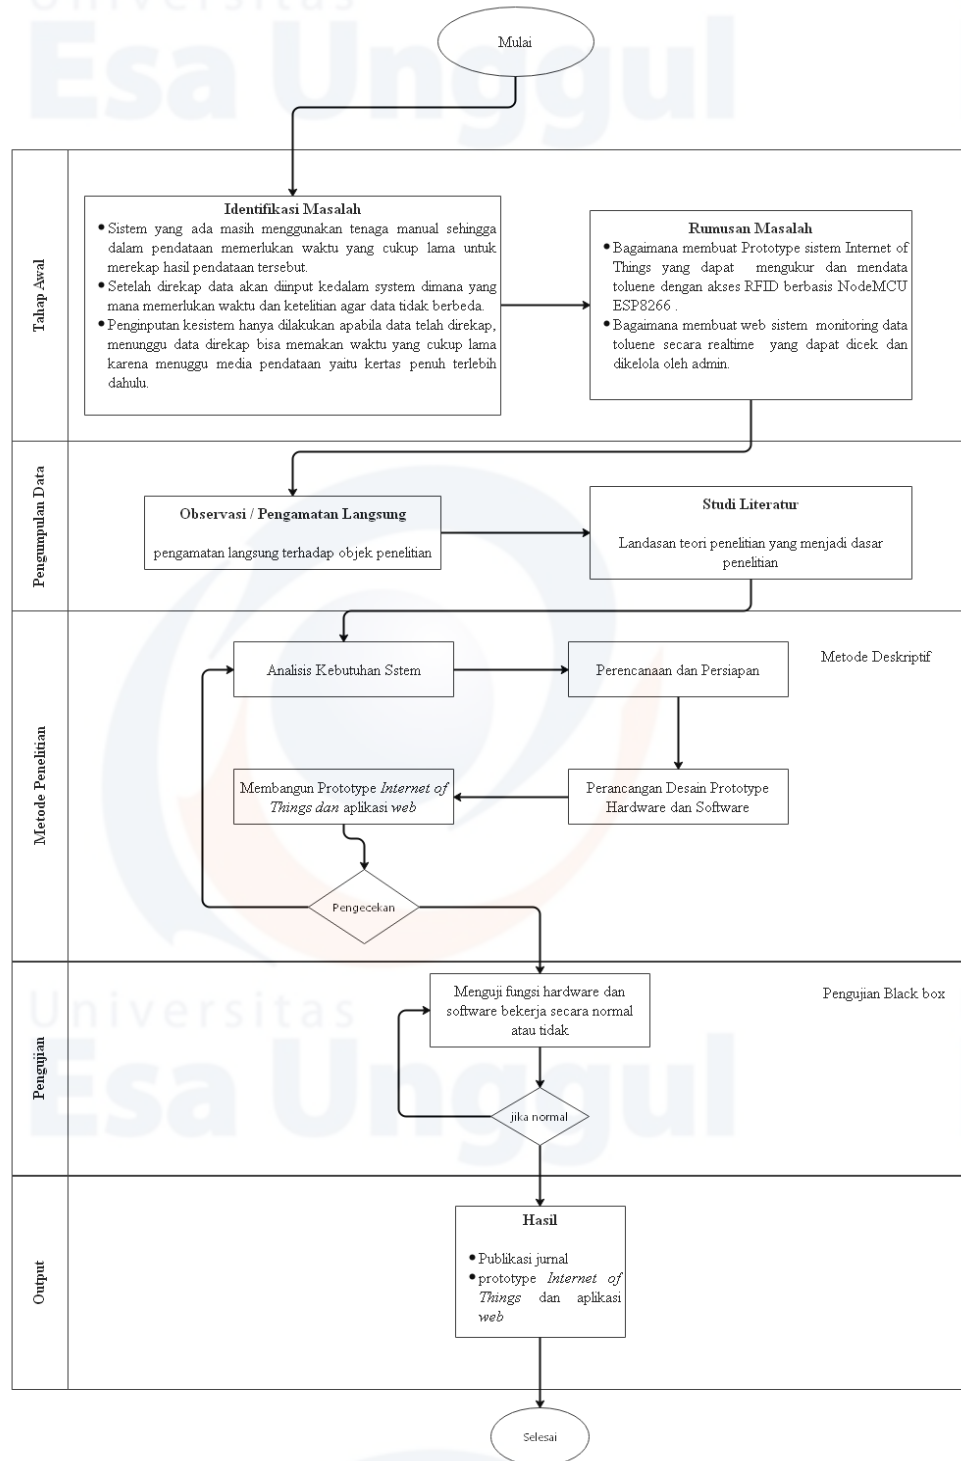 Universitas
Esa Unggul
Mulai
Tahap Awal
Identifikasi Masalah
• Sistem yang ada masih menggunakan tenaga manual sehingga
dalam pendataan memerlukan waktu yang cukup lama untuk
merekap hasil pendataan tersebut.
• Setelah direkap data akan diinput kedalam system dimana yang
mana memerlukan waktu dan ketelitian agar data tidak berbeda.
• Penginputan kesistem hanya dilakukan apabila data telah direkap,
menunggu data direkap bisa memakan waktu yang cukup lama
karena menuggu media pendataan yaitu kertas penuh terlebih
dahulu.
Rumusan Masalah
• Bagaimana membuat Prototype sistem Internet of
Things yang dapat mengukur dan mendata
toluene dengan akses RFID berbasis NodeMCU
ESP8266 .
• Bagaimana membuat web sistem monitoring data
toluene secara realtime yang dapat dicek dan
dikelola oleh admin.
Pengumpulan Data
Observasi / Pengamatan Langsung
pengamatan langsung terhadap objek penelitian
Studi Literatur
Landasan teori penelitian yang menjadi dasar
penelitian
Metode Penelitian
Analisis Kebutuhan Sstem
Perencanaan dan Persiapan
Metode Deskriptif
Membangun Prototype Internet of
Things dan aplikasi web
Perancangan Desain Prototype
Hardware dan Software
Pengecekan
Pengujian
Universitas
Esa Unggul
Menguji fungsi hardware dan
software bekerja secara normal
atau tidak
Pengujian Black box
jika normal
Output
Hasil
• Publikasi jurnal
• prototype Internet of
Things dan aplikasi
web
Selesai